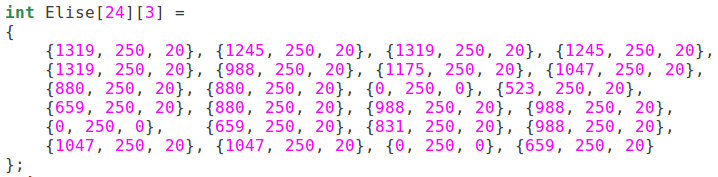 int Elise[24][3] =
{
    {1319, 250, 20}, {1245, 250, 20}, {1319, 250, 20}, {1245, 250, 20},
    {1319, 250, 20}, {988, 250, 20}, {1175, 250, 20}, {1047, 250, 20},
    {880, 250, 20}, {880, 250, 20}, {0, 250, 0}, {523, 250, 20},
    {659, 250, 20}, {880, 250, 20}, {988, 250, 20}, {988, 250, 20},
    {0, 250, 0},    {659, 250, 20}, {831, 250, 20}, {988, 250, 20},
    {1047, 250, 20}, {1047, 250, 20}, {0, 250, 0}, {659, 250, 20}
};